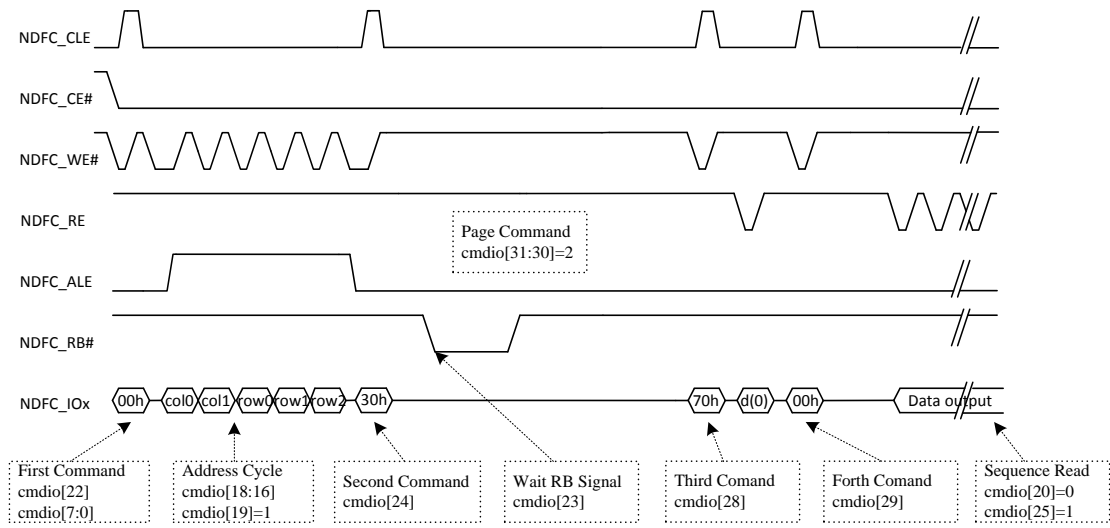 NDFC_CLE
NDFC_CE#
NDFC_WE#
NDFC_RE
Page Command
cmdio[31:30]=2
NDFC_ALE
NDFC_RB#
NDFC_IOx
00h
col0
col1
row0
row1
row2
30h
70h
d(0)
00h
Data output
First Command
cmdio[22]
cmdio[7:0]
Address Cycle
cmdio[18:16]
cmdio[19]=1
Second Command
cmdio[24]
Wait RB Signal
cmdio[23]
Third Comand
cmdio[28]
Forth Comand
cmdio[29]
Sequence Read
cmdio[20]=0
cmdio[25]=1